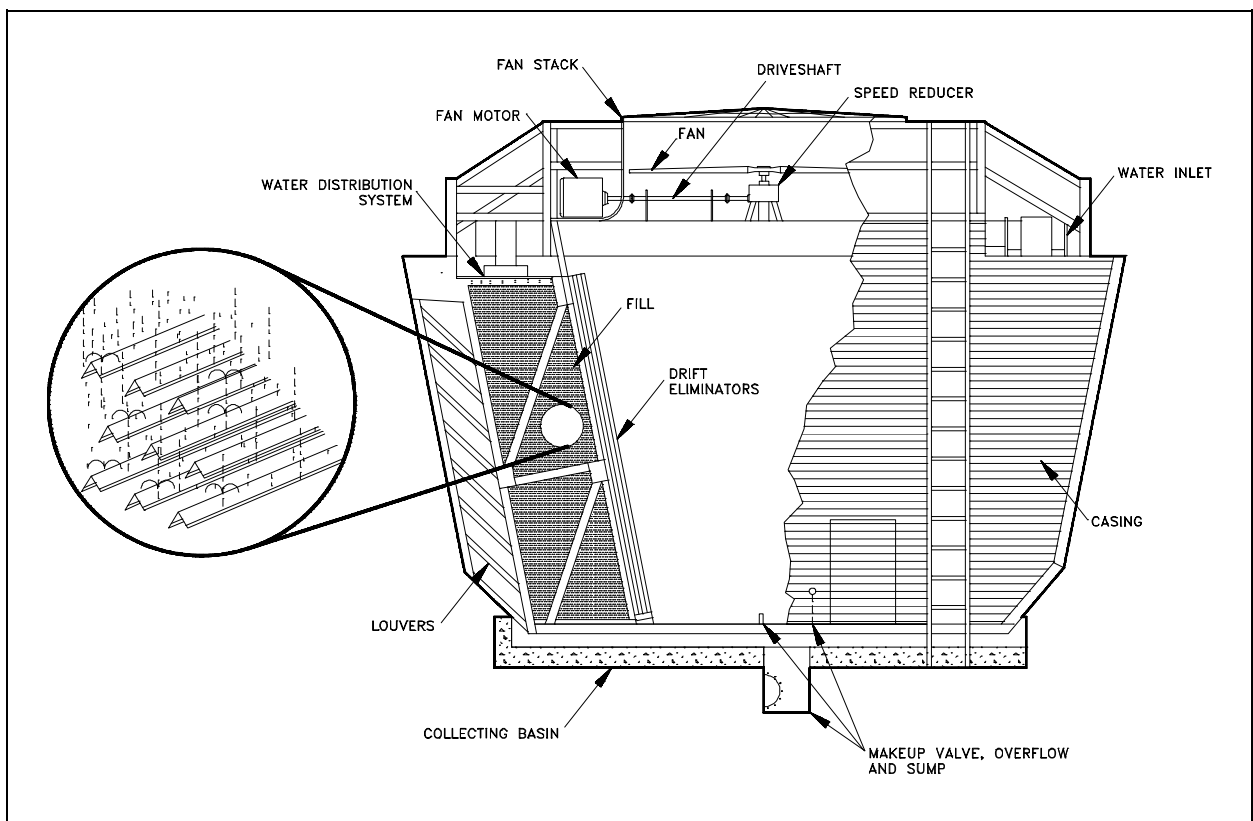 FAN STACK
DRIVESHAFT
SPEED REDUCER
FAN MOTOR
FAN
WATER DISTRIBUTION
SYSTEM
WATER INLET
FILL
DRIFT
ELIMINATORS
CASING
LOUVERS
COLLECTING BASIN
MAKEUP VALVE, OVERFLOW
AND SUMP